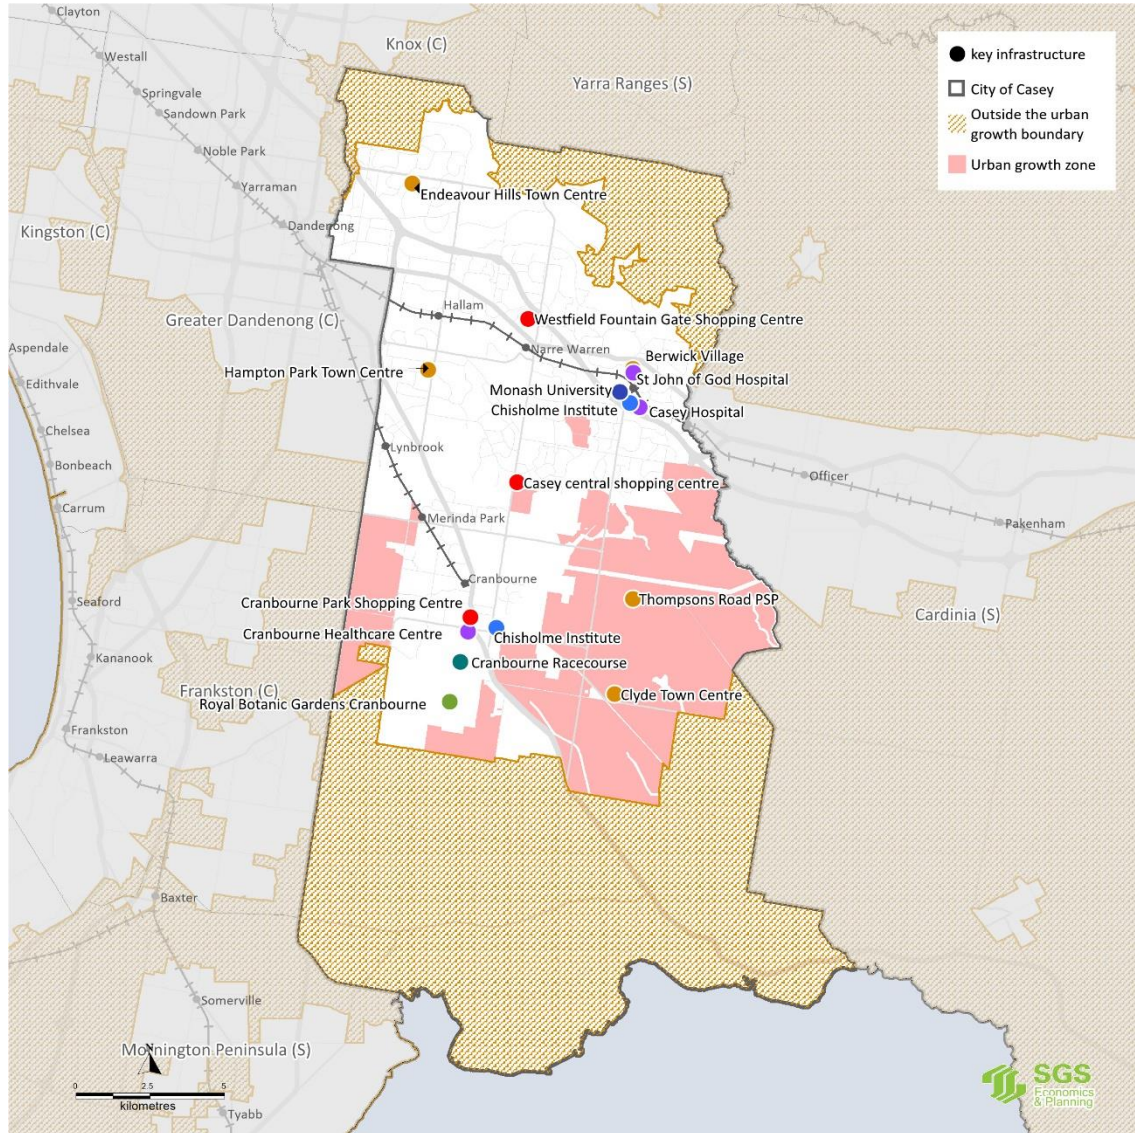 Clayton
Knox (C)
Westall
Yarra Ranges (S)
key infrastructure
City of Casey
Outside the urban
growth boundary
Urban growth zone
Springvale
Sandown Park
Noble Park
Yarraman
Endeavour Hills Town Centre
Dandenong
Kingston (C)
Hallam
Greater Dandenong (C)
Westfield Fountain Gate Shopping Centre
Narre Warren
Aspendale
Berwick Village
Hampton Park Town Centre
St John of God Hospital
Edithvale
Monash University
Chisholme Institute
Casey Hospital
Chelsea
Lynbrook
Bonbeach
Officer
Casey central shopping centre
Carrum
Merinda Park
Pakenham
Cranbourne
Seaford
Cranbourne Park Shopping Centre
Thompsons Road PSP
Cardinia (S)
Cranbourne Healthcare Centre
Chisholme Institute
Kananook
Cranbourne Racecourse
Frankston (C)
Clyde Town Centre
Royal Botanic Gardens Cranbourne
Frankston
Leawarra
Baxter
Somerville
Mornington Peninsula (S)
N
0 2.5 5
kilometres
Tyabb
SGS
Economics
& Planning